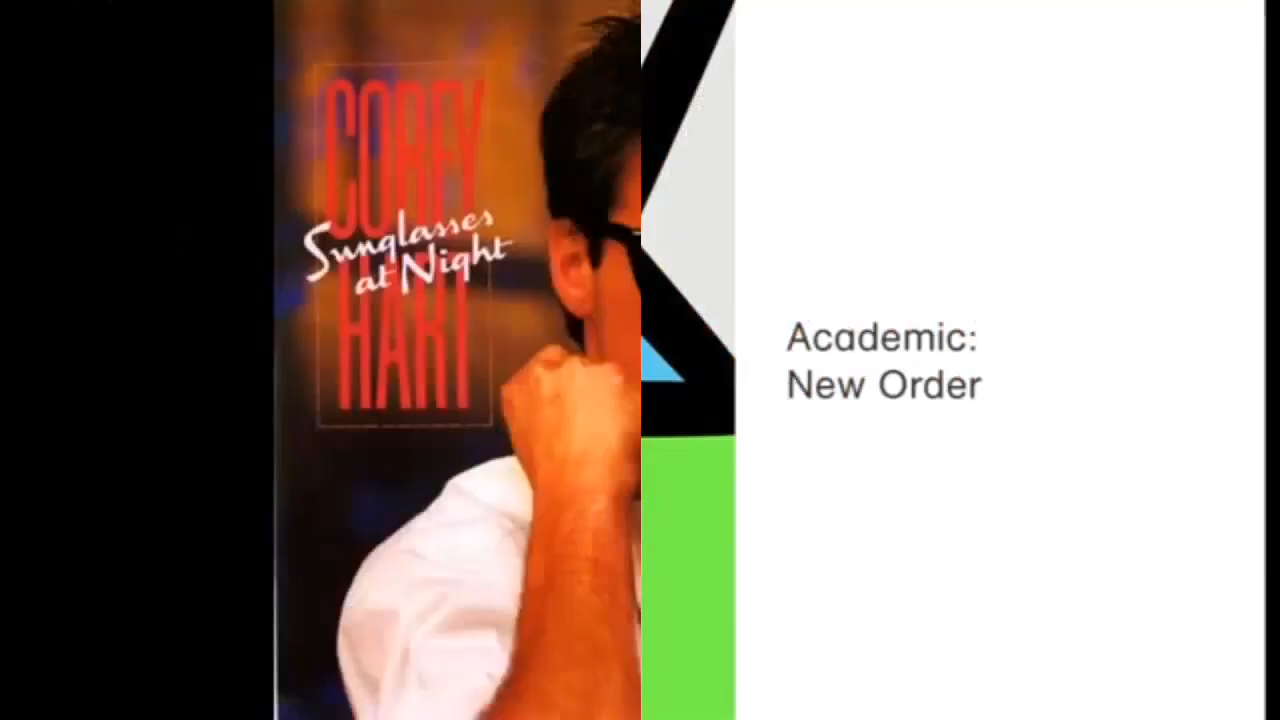 COREY
Sunglasses
at Night
HART
Academic:
New Order